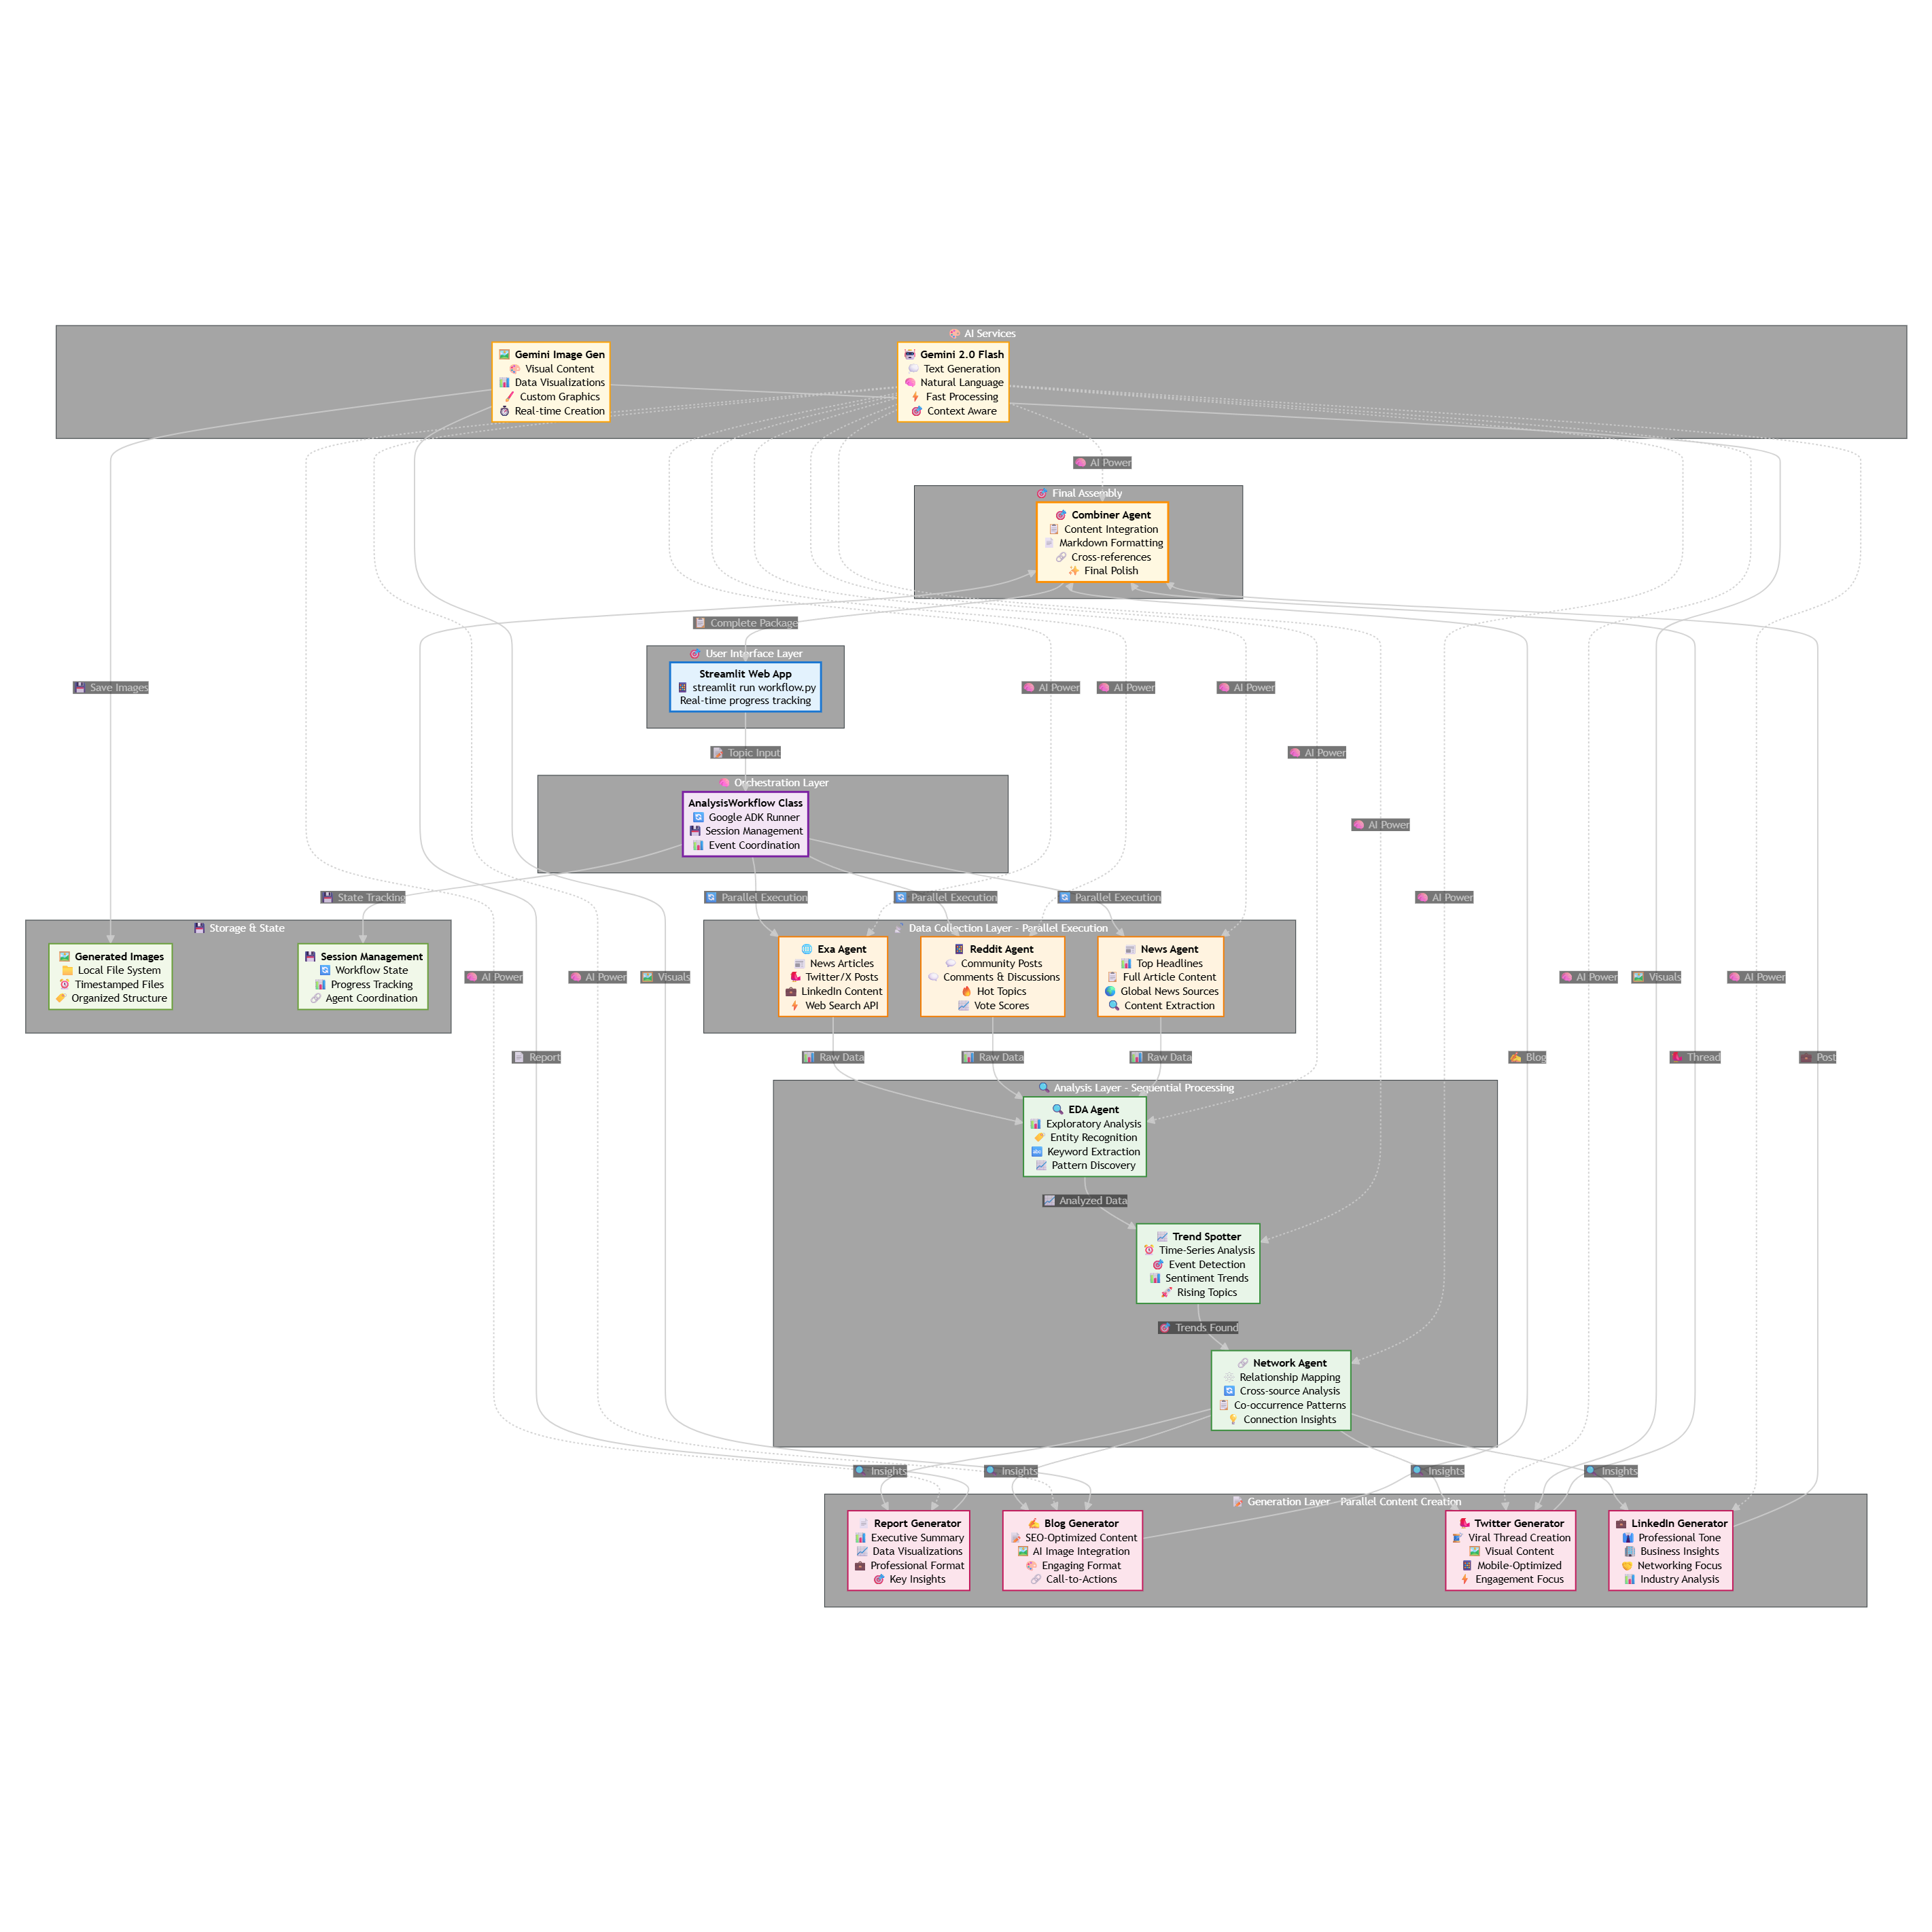 AI Services
Gemini Image Gen
Visual Content
Data Visualizations
Custom Graphics
Real-time Creation
Gemini 2.0 Flash
Text Generation
Natural Language
Fast Processing
Context Aware
AI Power
Final Assembly
Combiner Agent
Content Integration
Markdown Formatting
Cross-references
Final Polish
Complete Package
User Interface Layer
Streamlit Web App
streamlit run workflow.py
Real-time progress tracking
Save Images
AI Power
AI Power
AI Power
Topic Input
AI Power
Orchestration Layer
AnalysisWorkflow Class
Google ADK Runner
Session Management
Event Coordination
AI Power
State Tracking
Parallel Execution
Parallel Execution
Parallel Execution
AI Power
Storage & State
Generated Images
Local File System
Timestamped Files
Organized Structure
Session Management
Workflow State
Progress Tracking
Agent Coordination
AI Power
AI Power
Visuals
Data Collection Layer - Parallel Execution
Exa Agent
News Articles
Twitter/X Posts
LinkedIn Content
Web Search API
Reddit Agent
Community Posts
Comments & Discussions
Hot Topics
Vote Scores
News Agent
Top Headlines
Full Article Content
Global News Sources
Content Extraction
AI Power
Visuals
AI Power
Report
Raw Data
Raw Data
Raw Data
Blog
Thread
Post
Analysis Layer - Sequential Processing
EDA Agent
Exploratory Analysis
Entity Recognition
Keyword Extraction
Pattern Discovery
Analyzed Data
Trend Spotter
Time-Series Analysis
Event Detection
Sentiment Trends
Rising Topics
Trends Found
Network Agent
Relationship Mapping
Cross-source Analysis
Co-occurrence Patterns
Connection Insights
Insights
Insights
Insights
Insights
Generation Layer - Parallel Content Creation
Report Generator
Executive Summary
Data Visualizations
Professional Format
Key Insights
Blog Generator
SEO-Optimized Content
AI Image Integration
Engaging Format
Call-to-Actions
Twitter Generator
Viral Thread Creation
Visual Content
Mobile-Optimized
Engagement Focus
LinkedIn Generator
Professional Tone
Business Insights
Networking Focus
Industry Analysis